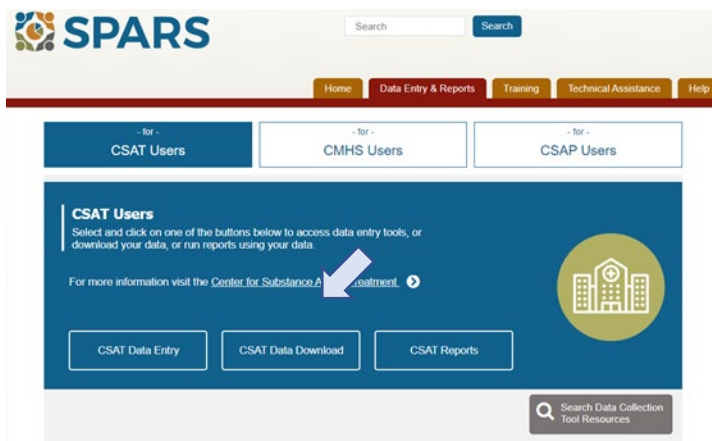 SPARS
Search
Search
Home
Data Entry & Reports
Training
Technical Assistance
Help
- for -
CSAT Users
- for -
CMHS Users
- for -
CSAP Users
CSAT Users
Select and click on one of the buttons below to access data entry tools, or
download your data, or run reports using your data.
For more information visit the Center for Substance A
CSAT Data Entry
CSAT Data Download
CSAT Reports
Search Data Collection
Tool Resources